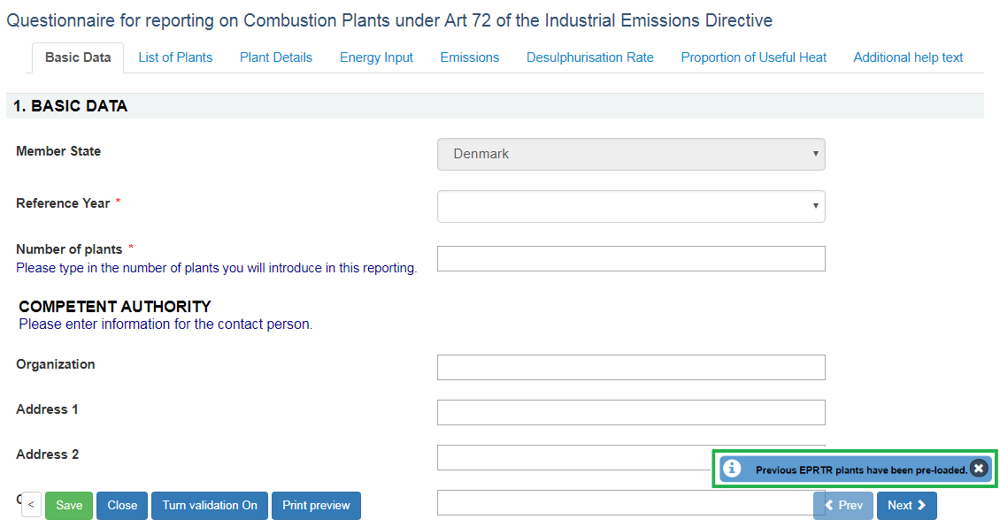 Questionnaire for reporting on Combustion Plants under Art 72 of the Industrial Emissions Directive
Basic Data List of Plants Plant Details Energy Input Emissions Desulphurisation Rate Proportion of Useful Heat Additional help text
1. BASIC DATA
Member State Denmark
Reference Year *
Number of plants *
Please type in the number of plants you will introduce in this reporting.
COMPETENT AUTHORITY
Please enter information for the contact person.
Organization
Address 1
Address 2
Previous EPRTR plants have been pre-loaded.
< Save Close Turn validation On Print preview Prev Next